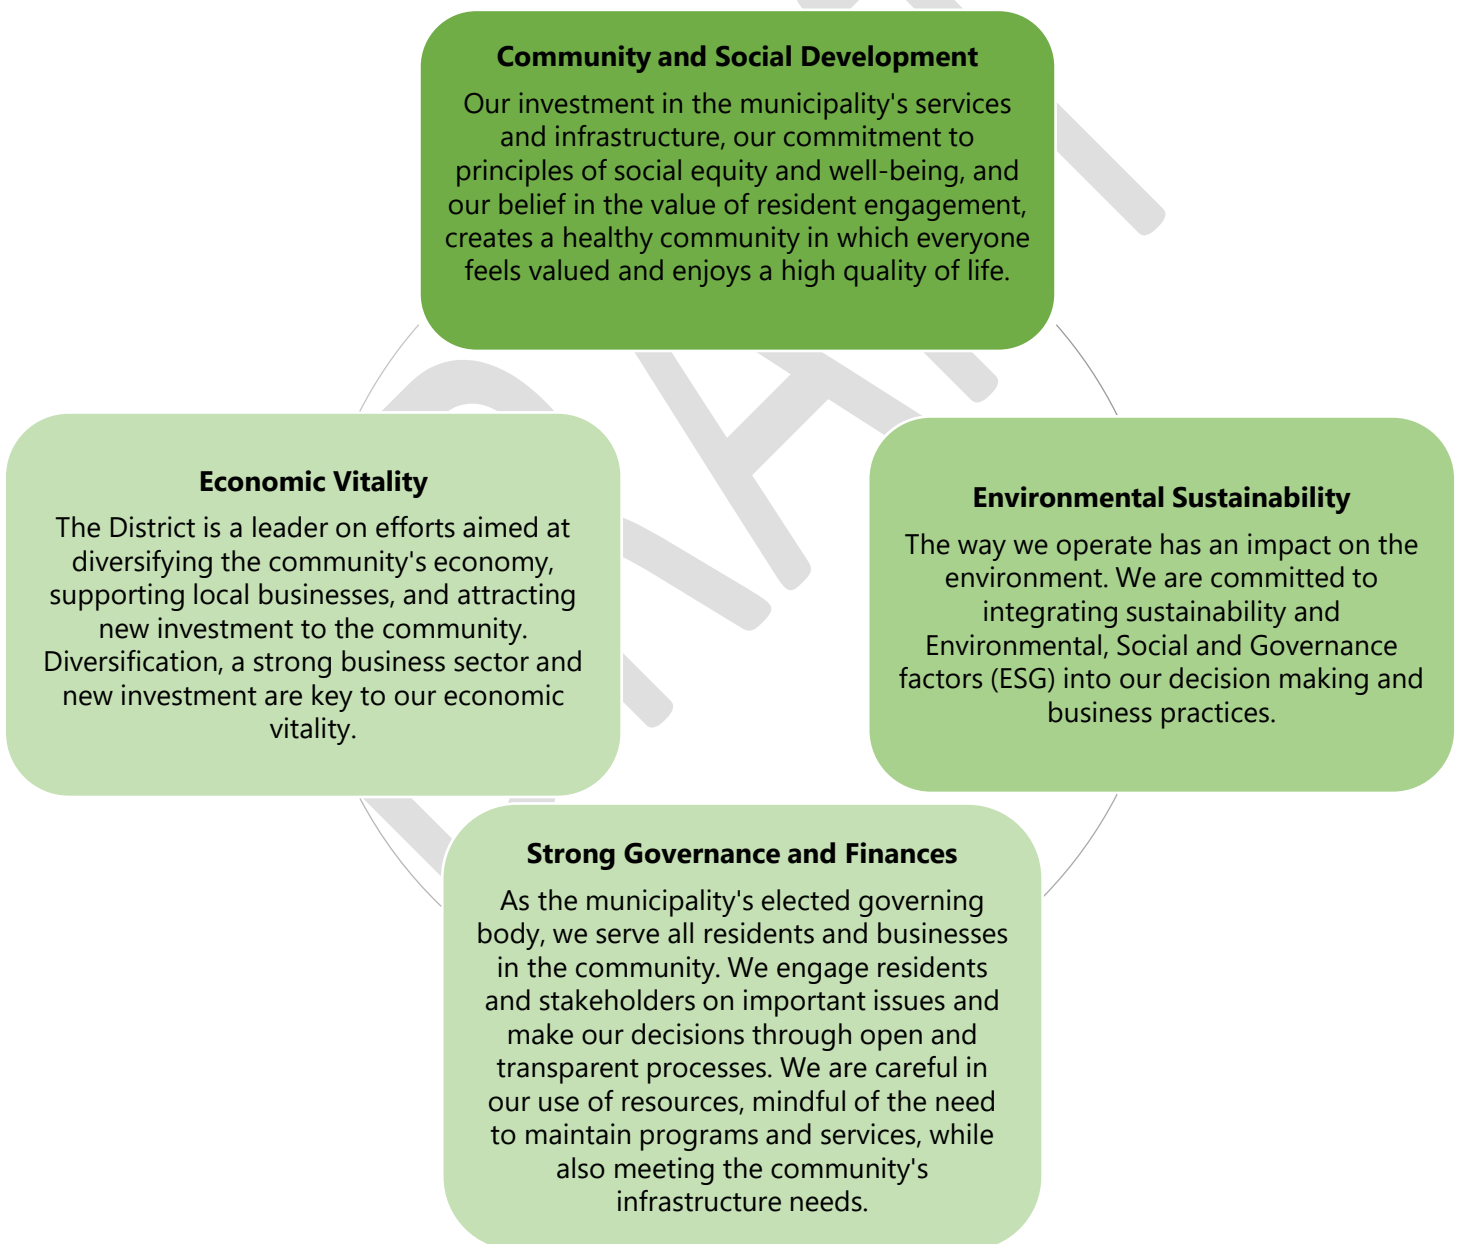 Community and Social Development
Our investment in the municipality's services
and infrastructure, our commitment to
principles of social equity and well-being, and
our belief in the value of resident engagement,
creates a healthy community in which everyone
feels valued and enjoys a high quality of life.
Economic Vitality
The District is a leader on efforts aimed at
diversifying the community's economy,
supporting local businesses, and attracting
new investment to the community.
Diversification, a strong business sector and
new investment are key to our economic
vitality.
Environmental Sustainability
The way we operate has an impact on the
environment. We are committed to
integrating sustainability and
Environmental, Social and Governance
factors (ESG) into our decision making and
business practices.
Strong Governance and Finances
As the municipality's elected governing
body, we serve all residents and businesses
in the community. We engage residents
and stakeholders on important issues and
make our decisions through open and
transparent processes. We are careful in
our use of resources, mindful of the need
to maintain programs and services, while
also meeting the community's
infrastructure needs.